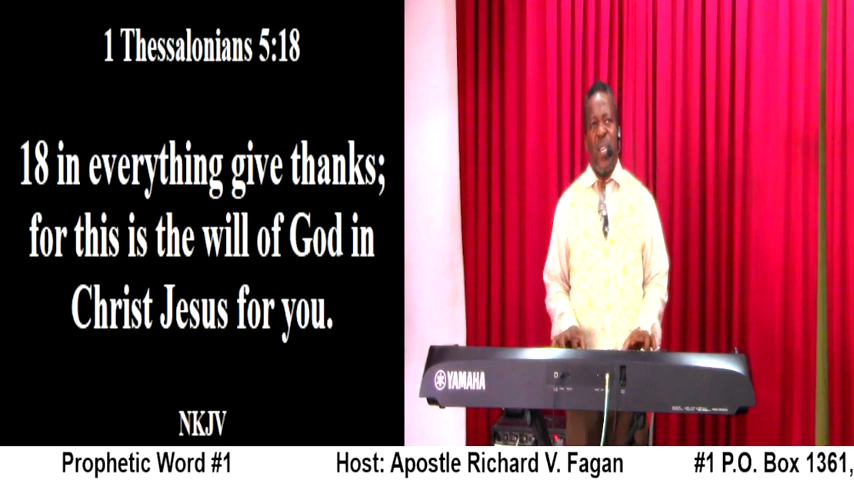 1 Thessalonians 5:18
18 in everything give thanks;
for this is the will of God in
Christ Jesus for you.
NKJV
YAMAHA
Prophetic Word #1 Host: Apostle Richard V. Fagan #1 P.O. Box 1361,